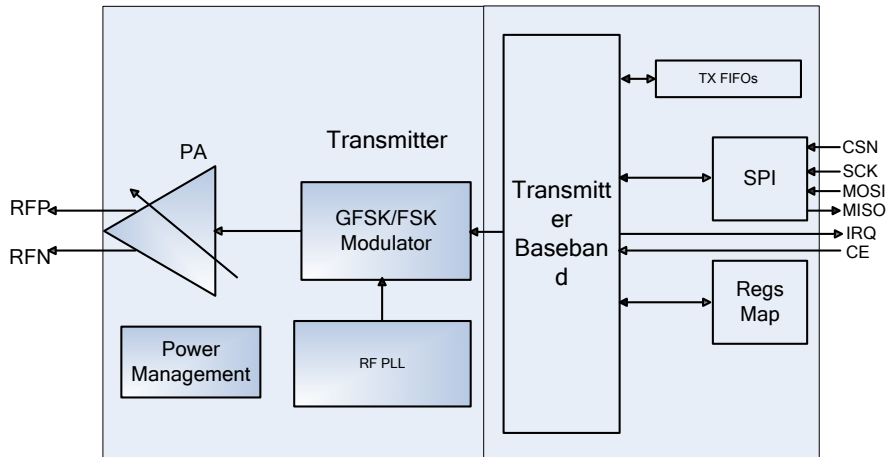 TX FIFOs
PA
Transmitter
CSN
SCK
MOSI
MISO
SPI
RFP
RFN
GFSK/FSK
Modulator
Transmitt
er
Baseban
d
IRQ
CE
Regs
Map
Power
Management
RF PLL